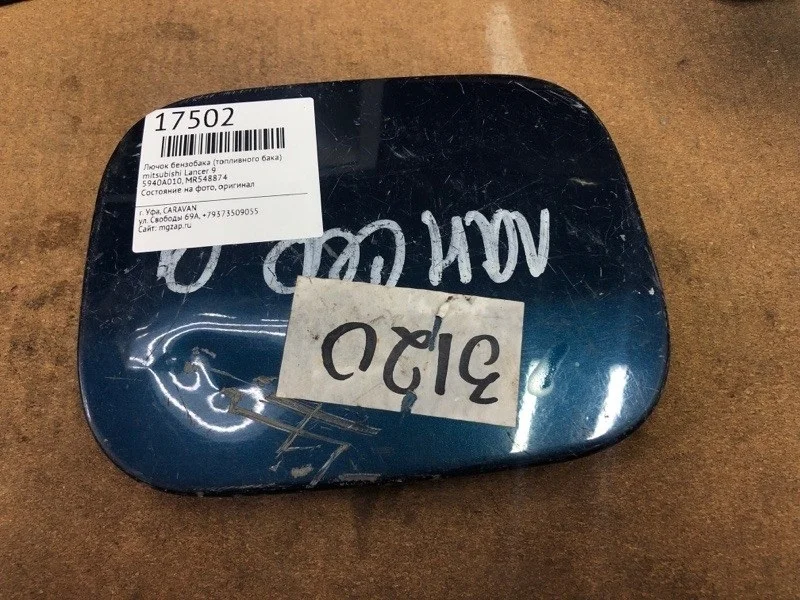 17502
Лючок бензобака (топливного бака)
mitsubishi Lancer 9
5940A010, MR548874
Состояние на фото, оригинал
г. Уфа, CARAVAN
ул. Свободы 69А, +79373509055
Сайт: mgzap.ru
3120